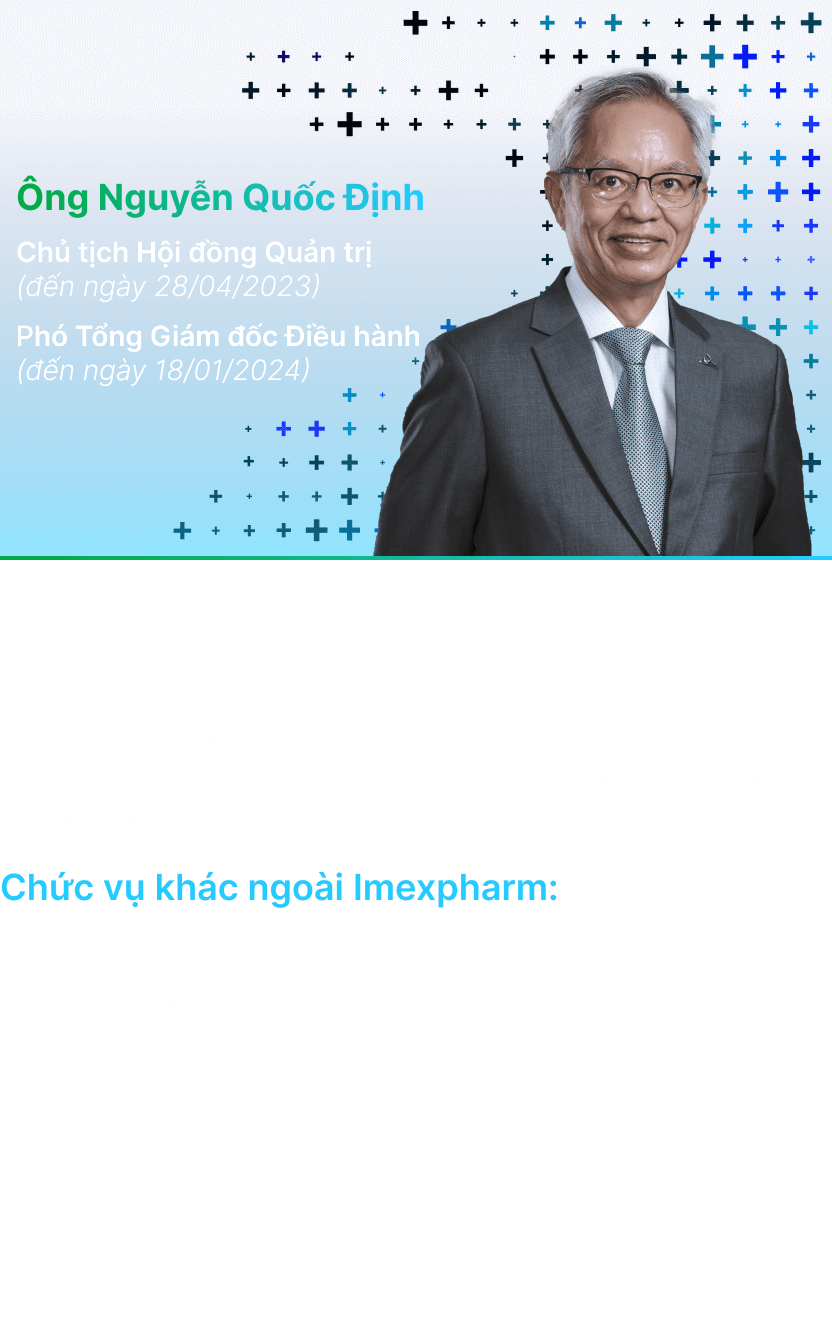 Ông Nguyễn Quốc Định
Chủ tịch Hội đồng Quản trị
(đến ngày 28/04/2023)
Phó Tổng Giám đốc Điều hành
(đến ngày 18/01/2024)
Chức vụ khác ngoài Imexpharm: